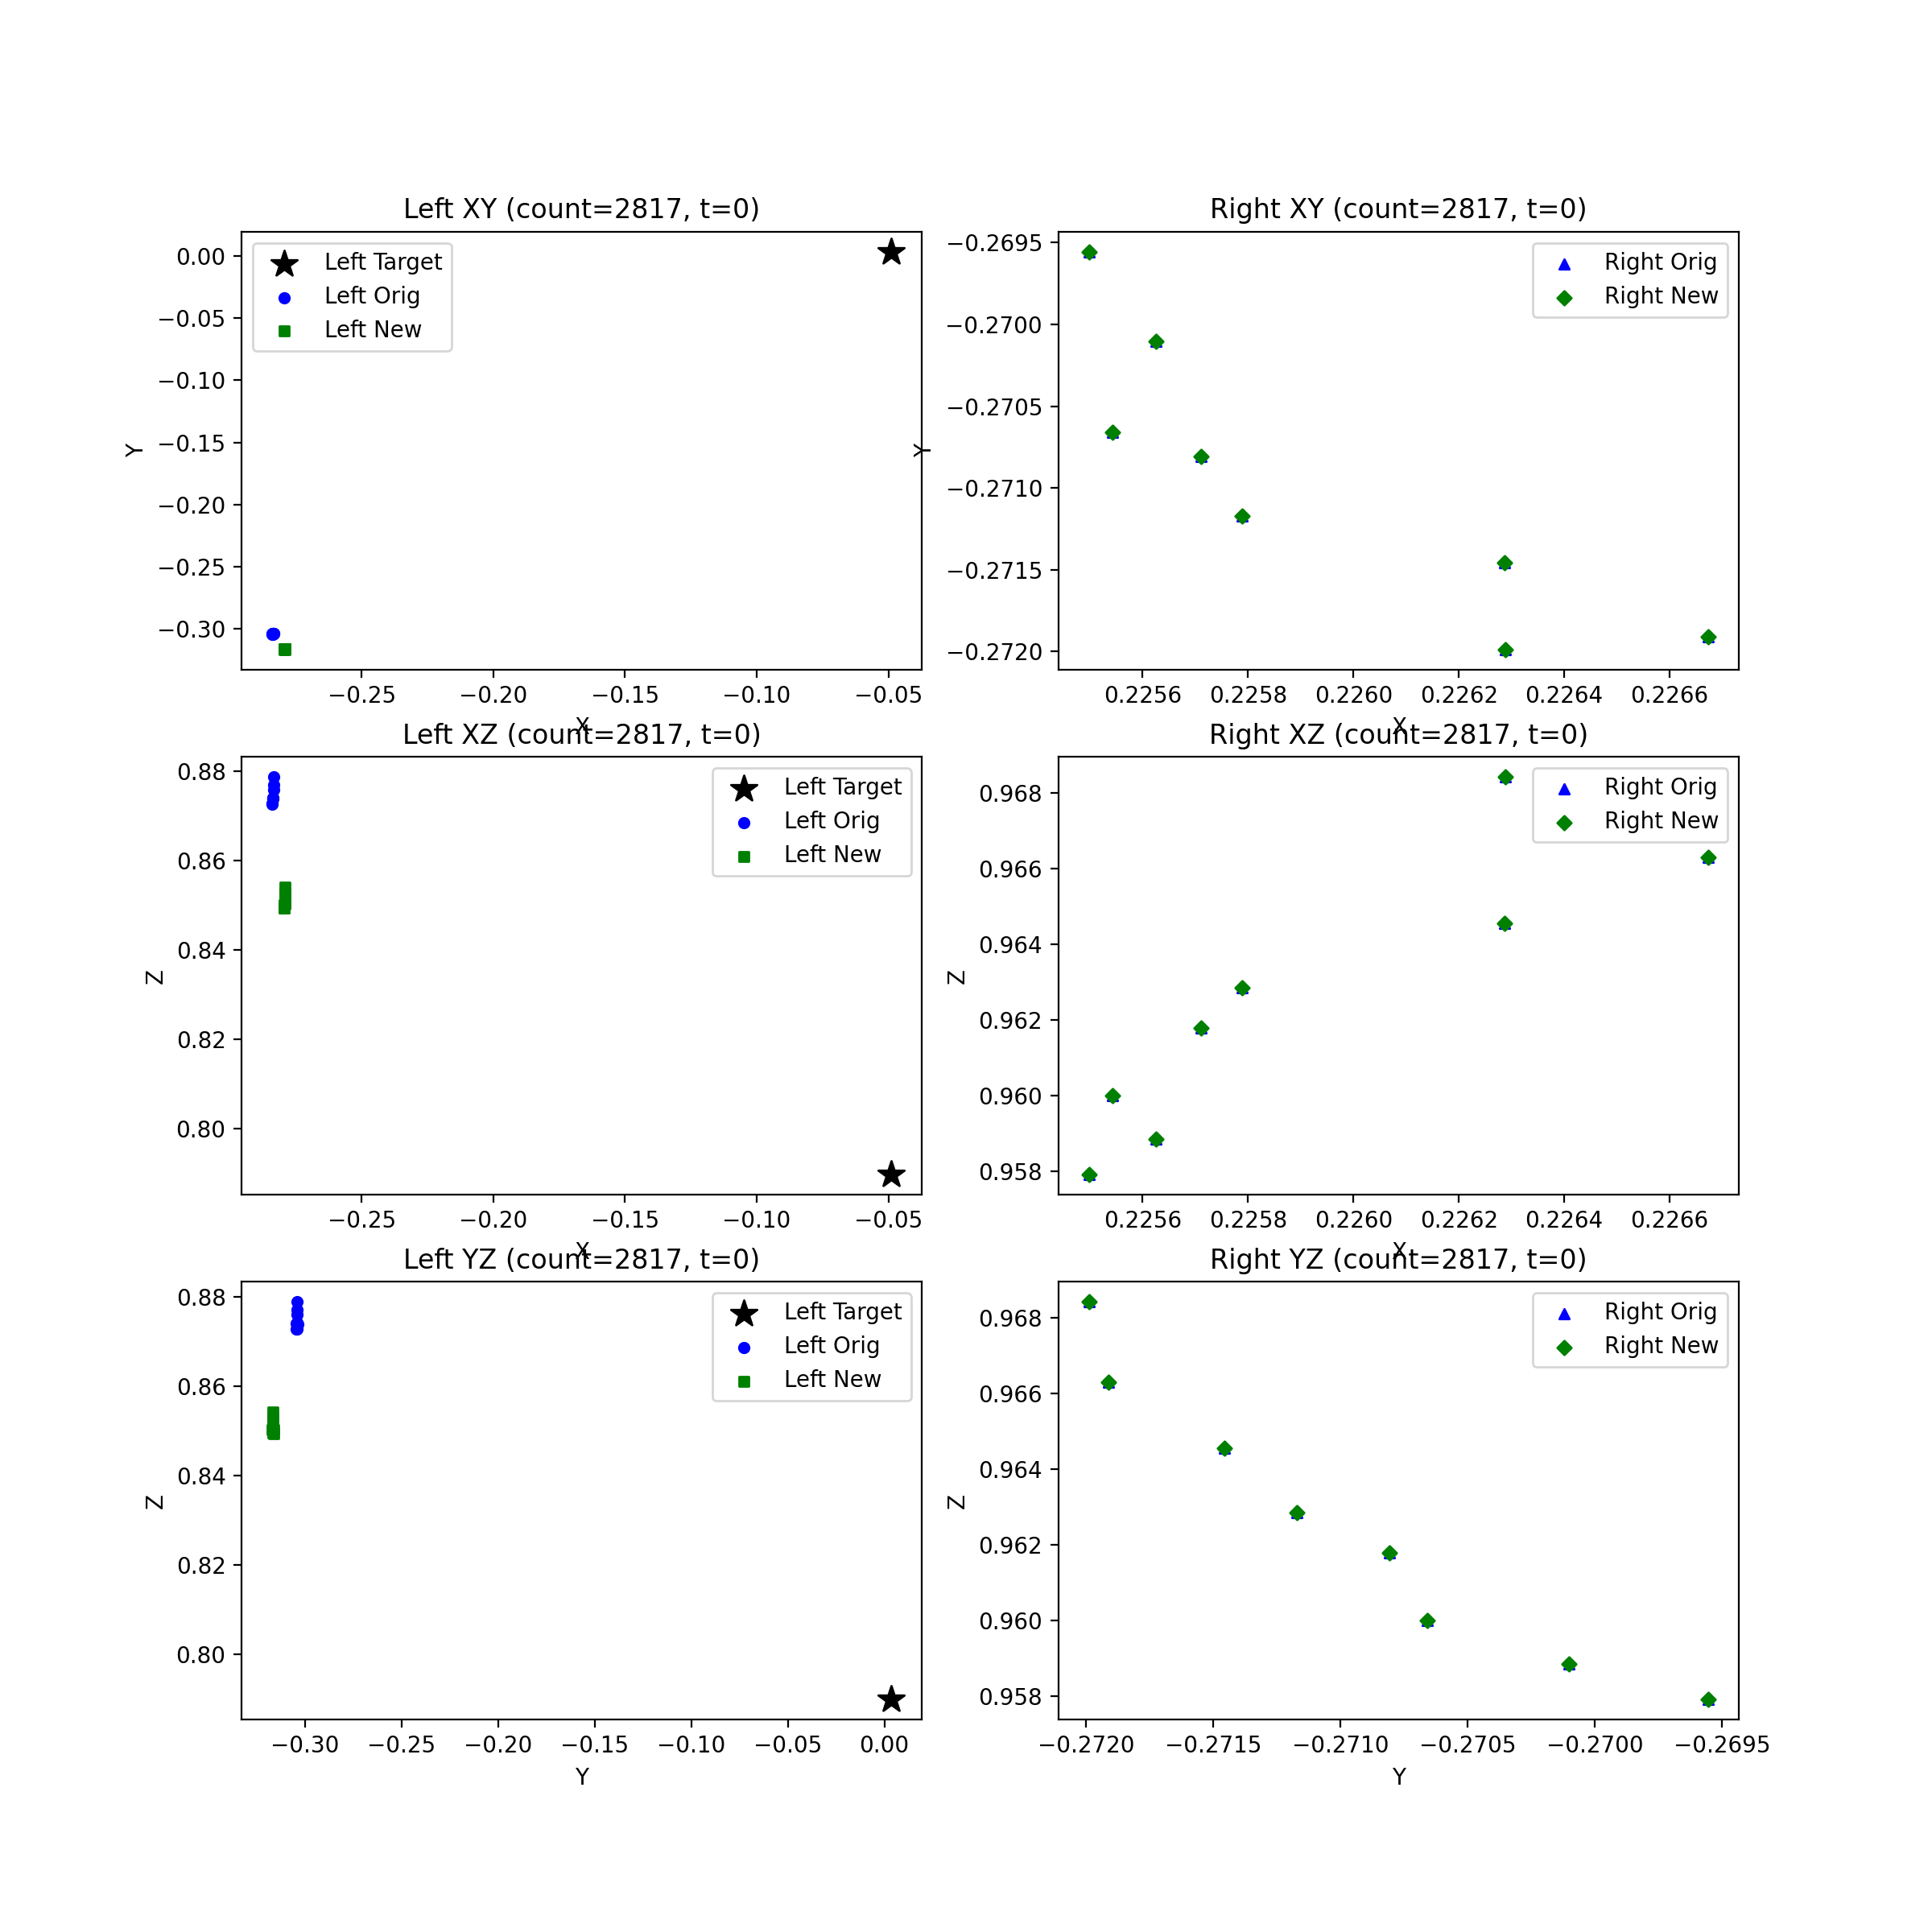 Left XY (count=2817, t=0)
Y
0.00
−0.05
−0.10
−0.15
−0.20
−0.25
−0.30
Left Target
Left Orig
Left New
−0.25 −0.20 −0.15 −0.10 −0.05
X
Right XY (count=2817, t=0)
Y
−0.2695
−0.2700
−0.2705
−0.2710
−0.2715
−0.2720
Right Orig
Right New
0.2256 0.2258 0.2260 0.2262 0.2264 0.2266
X
Left XZ (count=2817, t=0)
Z
0.88
0.86
0.84
0.82
0.80
Left Target
Left Orig
Left New
−0.25 −0.20 −0.15 −0.10 −0.05
X
Right XZ (count=2817, t=0)
Z
0.968
0.966
0.964
0.962
0.960
0.958
Right Orig
Right New
0.2256 0.2258 0.2260 0.2262 0.2264 0.2266
X
Left YZ (count=2817, t=0)
Z
0.88
0.86
0.84
0.82
0.80
Left Target
Left Orig
Left New
−0.30 −0.25 −0.20 −0.15 −0.10 −0.05 0.00
Y
Right YZ (count=2817, t=0)
Z
0.968
0.966
0.964
0.962
0.960
0.958
Right Orig
Right New
−0.2720 −0.2715 −0.2710 −0.2705 −0.2700 −0.2695
Y